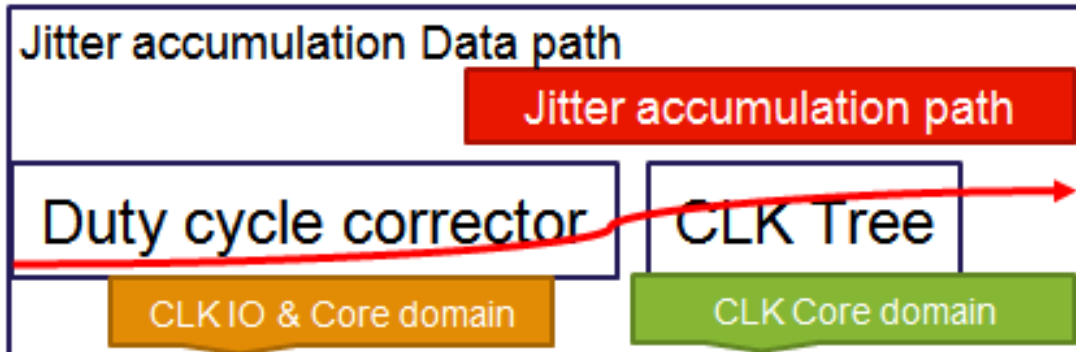 Jitter accumulation Data path
Jitter accumulation path
Duty cycle corrector
CLK Tree
CLK IO & Core domain
CLK Core domain